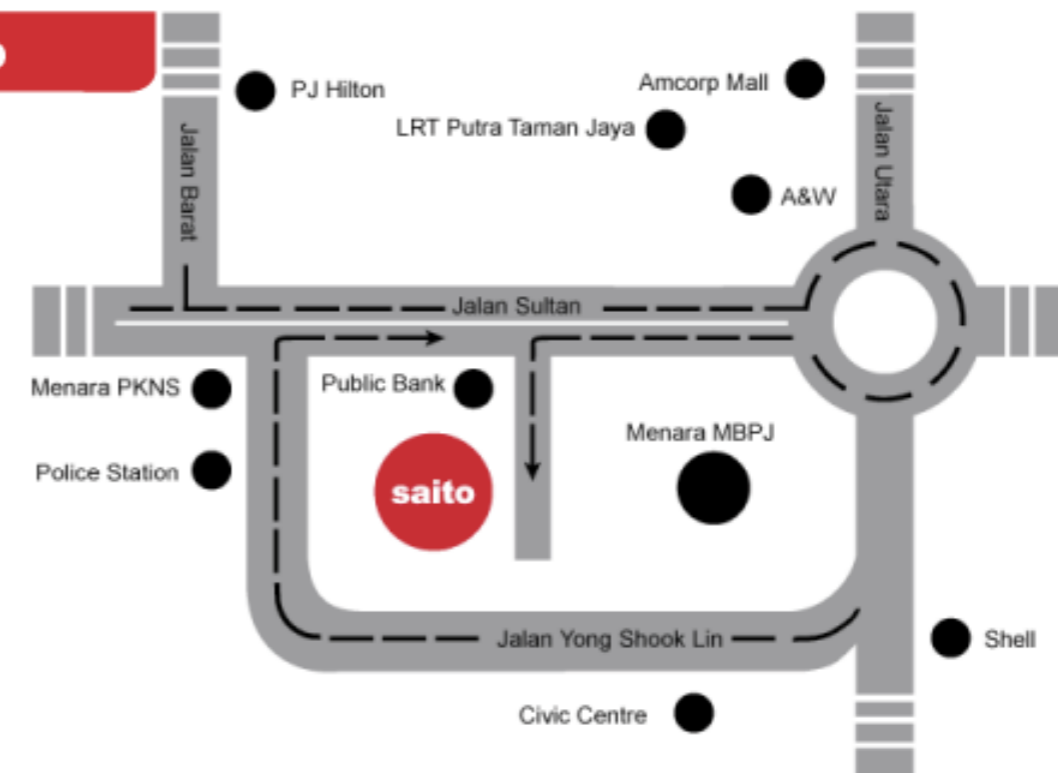 PJ Hilton
Amcorp Mall
LRT Putra Taman Jaya
Jalan Barat
Jalan Utara
A&W
Jalan Sultan
Menara PKNS
Public Bank
Menara MBPJ
Police Station
saito
Jalan Yong Shook Lin
Shell
Civic Centre